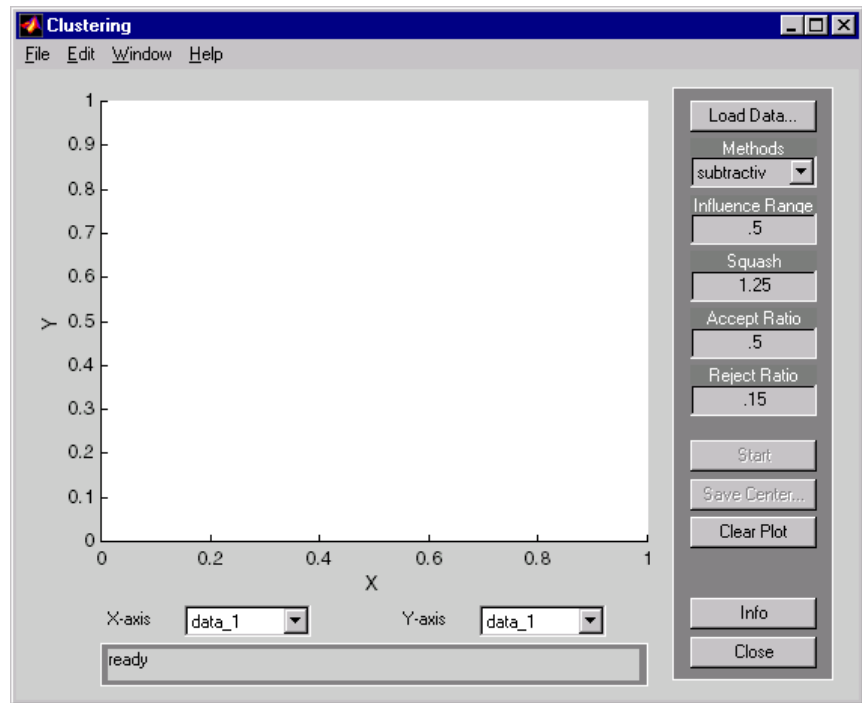 Clustering
File Edit Window Help
1
0.9
0.8
0.7
0.6
0.5
0.4
0.3
0.2
0.1
0
Y
0 0.2 0.4 0.6 0.8 1
X
X-axis data_1 Y-axis data_1
ready
Load Data...
Methods
subtractiv
Influence Range
.5
Squash
1.25
Accept Ratio
.5
Reject Ratio
.15
Start
Save Center...
Clear Plot
Info
Close